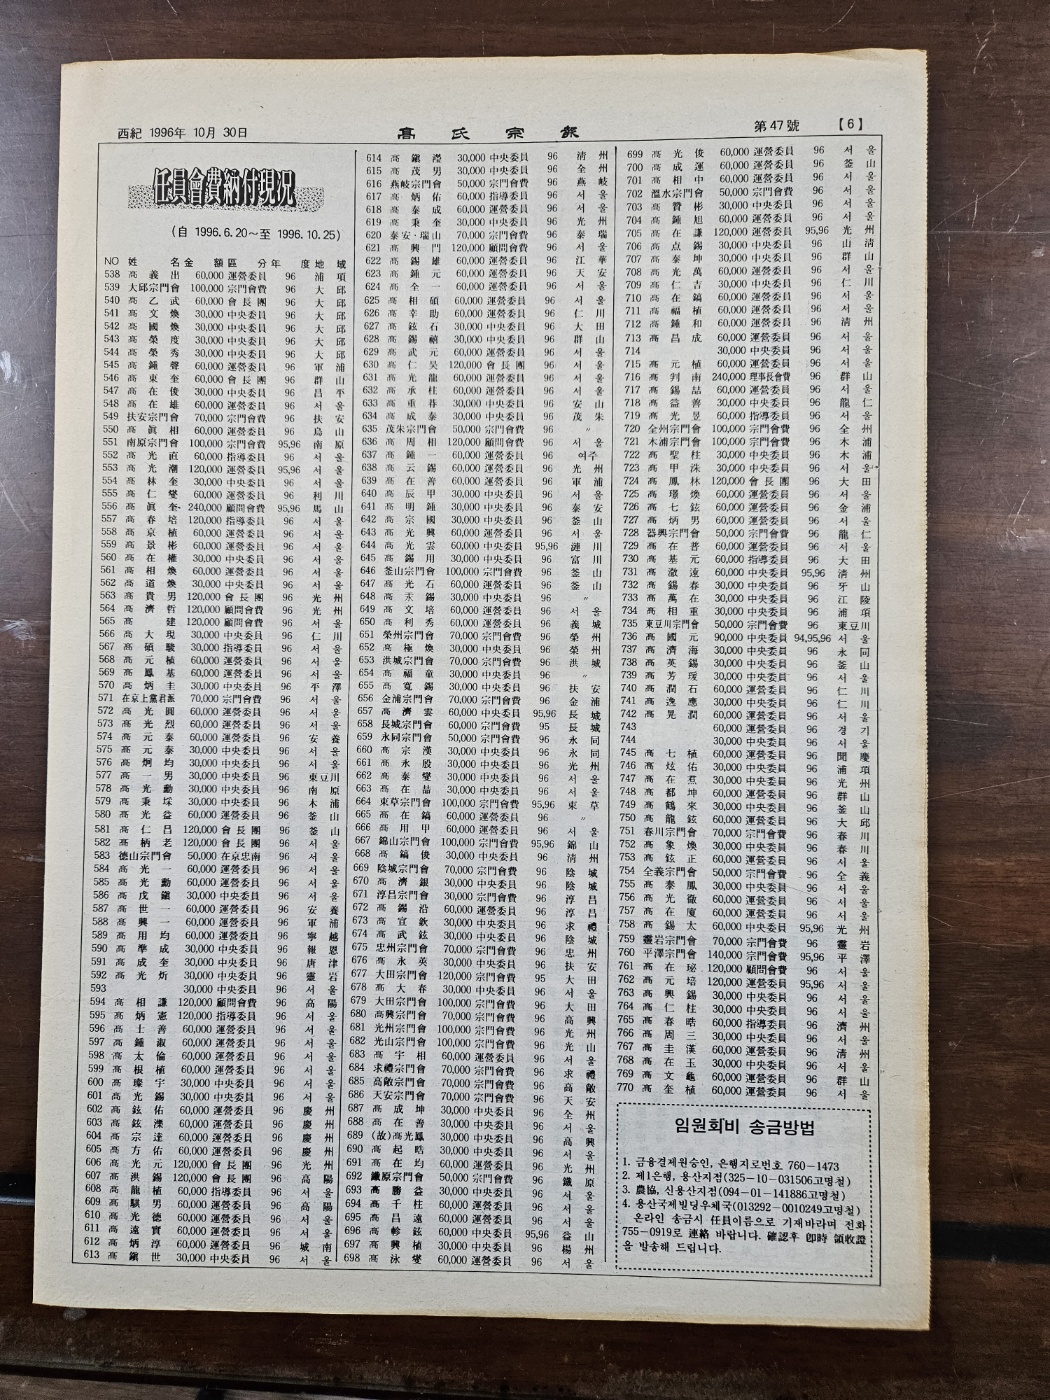 西紀 1996年 10月 30日
高氏宗報
第47號
【6】
任員會費納付現況
(自 1996.6.20~至 1996.10.25)
NO 姓 名 金 額 區 分 年 度 地 域
538 高義出 60,000 運營委員 96 浦項
539 大邱宗門會 100,000 宗門會費 96 大邱
540 高乙武 60,000 會長團 96 大邱
541 高文煥 30,000 中央委員 96 大邱
542 高國煥 30,000 中央委員 96 大邱
543 高榮度 30,000 中央委員 96 大邱
544 高榮秀 30,000 中央委員 96 大邱
545 高鍾聲 60,000 運營委員 96 軍浦
546 高東奎 60,000 會長團 96 群山
547 高在俊 30,000 中央委員 96 昌平
548 高在雄 60,000 運營委員 96 서울
549 扶安宗門會 70,000 宗門會費 96 扶安
550 高眞相 60,000 運營委員 96 烏山
551 南原宗門會 100,000 宗門會費 95,96 南原
552 高光直 60,000 指導委員 96 서울
553 高光潮 120,000 運營委員 95,96 서울
554 高林奎 30,000 中央委員 96 서울
555 高仁燮 60,000 運營委員 96 利川
556 高眞奎 240,000 顧問會費 95,96 馬山
557 高春培 120,000 指導委員 96 서울
558 高京植 60,000 運營委員 96 서울
559 高景彬 60,000 運營委員 96 서울
560 高在權 30,000 中央委員 96 서울
561 高相煥 60,000 運營委員 96 서울
562 高道煥 30,000 中央委員 96 서울
563 高貴男 120,000 會長團 96 光州
564 高濟哲 120,000 顧問會費 96 光州
565 高建 120,000 顧問會費 96 서울
566 高大現 30,000 中央委員 96 仁川
567 高碩駿 30,000 指導委員 96 서울
568 高元植 60,000 運營委員 96 서울
569 高鳳基 60,000 運營委員 96 서울
570 高炳圭 30,000 中央委員 96 平澤
571 在京上黨君派 70,000 宗門會費 96 서울
572 高光圓 60,000 運營委員 96 서울
573 高光烈 60,000 運營委員 96 서울
574 高元泰 60,000 運營委員 96 安養
575 高元泰 30,000 中央委員 96 서울
576 高炯均 30,000 中央委員 96 서울
577 高一男 30,000 中央委員 96 東豆川
578 高光勳 30,000 中央委員 96 南原
579 高秉埰 30,000 中央委員 96 木浦
580 高光益 60,000 運營委員 96 釜山
581 高仁昌 120,000 會長團 96 釜山
582 高柄老 120,000 會長團 96 서울
583 德山宗門會 50,000 在京忠南 96 서울
584 高光一 60,000 運營委員 96 서울
585 高光勳 60,000 運營委員 96 서울
586 高茂 30,000 中央委員 96 서울
587 高世一 60,000 運營委員 96 安養
588 高興一 60,000 運營委員 96 軍浦
589 高明均 60,000 運營委員 96 寧越
590 高學成 30,000 中央委員 96 報恩
591 高成奎 30,000 中央委員 96 唐津
592 高光炘 30,000 中央委員 96 靈岩
593 30,000 中央委員 96 서울
594 高相謙 120,000 顧問會費 96 高陽
595 高炳憲 120,000 指導委員 96 서울
596 高士善 60,000 運營委員 96 서울
597 高鍾淑 60,000 運營委員 96 서울
598 高太倫 60,000 運營委員 96 서울
599 高根植 60,000 運營委員 96 서울
600 高璨宇 30,000 中央委員 96 서울
601 高光錫 30,000 中央委員 96 서울
602 高鉉佑 60,000 運營委員 96 慶州
603 高鉉 60,000 運營委員 96 慶州
604 高宗達 60,000 運營委員 96 慶州
605 高方佑 60,000 運營委員 96 慶州
606 高光元 120,000 會長團 96 光州
607 高洪錫 120,000 會長團 96 高陽
608 高龍植 60,000 指導委員 96 서울
609 高騏男 60,000 運營委員 96 高陽
610 高光德 60,000 運營委員 96 서울
611 高遠寶 60,000 運營委員 96 서울
612 高炳淳 60,000 運營委員 96 城南
613 高鎭世 30,000 中央委員 96 서울
614 高鎭瀅 30,000 中央委員 96 淸州
615 高茂男 30,000 中央委員 96 全州
616 燕岐宗門會 50,000 宗門會費 96 燕岐
617 高炳佑 60,000 指導委員 96 서울
618 高泰成 60,000 運營委員 96 서울
619 高秉奎 30,000 中央委員 96 光州
620 泰安·瑞山 70,000 宗門會費 96 泰瑞
621 高興門 120,000 顧問會費 96 서울
622 高錫雄 60,000 運營委員 96 江華
623 高鍾元 60,000 運營委員 96 天安
624 高全一 60,000 運營委員 96 서울
625 高相碩 60,000 運營委員 96 서울
626 高幸助 60,000 運營委員 96 仁川
627 高鉉石 30,000 中央委員 96 大田
628 高錫禧 30,000 中央委員 96 群山
629 高武元 60,000 運營委員 96 서울
630 高仁昊 120,000 會長團 96 서울
631 高光龍 60,000 運營委員 96 서울
632 高承柱 60,000 運營委員 96 서울
633 高重 30,000 中央委員 96 安山
634 高成泰 30,000 中央委員 96 茂朱
635 茂朱宗門會 50,000 宗門會費 96 〃
636 高周相 120,000 顧問會費 96 서울
637 高鍾一 60,000 運營委員 96 여주
638 高云錫 60,000 運營委員 96 光州
639 高在善 60,000 運營委員 96 軍浦
640 高辰甲 30,000 中央委員 96 서울
641 高明鍾 30,000 中央委員 96 泰安
642 高宗國 30,000 中央委員 96 釜山
643 高光興 60,000 運營委員 96 서울
644 高光雲 60,000 中央委員 95,96 漣川
645 高錫川 30,000 中央委員 96 富川
646 釜山宗門會 100,000 宗門會費 96 釜山
647 高光石 60,000 運營委員 96 釜山
648 高汞錫 30,000 中央委員 96 〃
649 高文培 60,000 運營委員 96 서울
650 高利秀 60,000 運營委員 96 義城
651 榮州宗門會 70,000 宗門會費 96 榮州
652 高極煥 30,000 中央委員 96 榮州
653 洪城宗門會 70,000 宗門會費 96 洪城
654 高福童 30,000 中央委員 96 〃
655 高寬錫 30,000 中央委員 96 扶安
656 金浦宗門會 70,000 宗門會費 96 金浦
657 高濟雲 60,000 中央委員 95,96 長城
658 長城宗門會 60,000 宗門會費 95 長城
659 永同宗門會 50,000 宗門會費 96 永同
660 高宗漢 30,000 中央委員 96 永同
661 高永股 30,000 中央委員 96 光州
662 高泰燮 30,000 中央委員 96 서울
663 高在喆 30,000 中央委員 96 서울
664 東草宗門會 100,000 宗門會費 95,96 東草
665 高在鎬 30,000 中央委員 96 〃
666 高用甲 60,000 運營委員 96 서울
667 錦山宗門會 100,000 宗門會費 95,96 錦山
668 高鎬俊 30,000 中央委員 96 淸州
669 陰城宗門會 70,000 宗門會費 96 陰城
670 高濟銀 30,000 中央委員 96 陰城
671 淳昌宗門會 70,000 宗門會費 96 淳昌
672 高錫浴 60,000 運營委員 96 淳昌
673 高宣敦 30,000 中央委員 96 求禮
674 高武鉉 30,000 中央委員 96 陰城
675 忠州宗門會 70,000 宗門會費 96 忠州
676 高永英 30,000 中央委員 96 扶安
677 大田宗門會 120,000 宗門會費 95 大田
678 高大春 30,000 中央委員 96 서울
679 大田宗門會 100,000 宗門會費 96 大田
680 高興宗門會 70,000 宗門會費 96 高興
681 光州宗門會 100,000 宗門會費 96 光州
682 光山宗門會 100,000 宗門會費 96 光山
683 高宇相 60,000 運營委員 96 서울
684 求禮宗門會 70,000 宗門會費 96 求禮
685 高敞宗門會 70,000 宗門會費 96 高敞
686 天安宗門會 70,000 宗門會費 96 天安
687 高成坤 30,000 中央委員 96 全州
688 高在善 30,000 中央委員 96 서울
689 (故)高光鳳 30,000 中央委員 96 高興
690 高起晧 30,000 中央委員 96 서울
691 高在均 60,000 運營委員 96 光州
692 鐵原宗門會 50,000 宗門會費 96 鐵原
693 高勝益 30,000 中央委員 96 서울
694 高千柱 60,000 運營委員 96 서울
695 高昌遠 60,000 運營委員 96 서울
696 高軫鉉 60,000 運營委員 95,96 益山
697 高興植 30,000 中央委員 96 楊州
698 高泳燮 60,000 運營委員 96 서울
699 高光俊 60,000 運營委員 96 서울
700 高成運 60,000 運營委員 96 釜山
701 高相中 60,000 運營委員 96 서울
702 溫水宗門會 50,000 宗門會費 96 서울
703 高贊彬 30,000 中央委員 96 서울
704 高鍾旭 60,000 運營委員 96 서울
705 高在謙 120,000 運營委員 95,96 光州
706 高点錫 30,000 中央委員 96 山淸
707 高泰坤 30,000 中央委員 96 群山
708 高光萬 60,000 運營委員 96 서울
709 高仁吉 30,000 中央委員 96 仁川
710 高在鎬 60,000 運營委員 96 서울
711 高福植 60,000 運營委員 96 서울
712 高鍾和 60,000 運營委員 96 淸州
713 高昌成 60,000 運營委員 96 서울
714 30,000 中央委員 96 서울
715 高元植 60,000 運營委員 96 서울
716 高判南 240,000 理事長會費 96 群山
717 高錫喆 60,000 運營委員 96 서울
718 高益善 30,000 中央委員 96 龍仁
719 高光昱 60,000 指導委員 96 서울
720 全州宗門會 100,000 宗門會費 96 全州
721 木浦宗門會 100,000 宗門會費 96 木浦
722 高聖柱 30,000 中央委員 96 木浦
723 高甲洙 30,000 中央委員 96 서울
724 高鳳林 120,000 會長團 96 大田
725 高璟煥 60,000 運營委員 96 서울
726 高七鉉 60,000 運營委員 96 金浦
727 高炳男 60,000 運營委員 96 서울
728 器興宗門會 50,000 宗門會費 96 龍仁
729 高在晋 60,000 運營委員 96 서울
730 高基元 60,000 指導委員 96 大田
731 高澈遠 60,000 中央委員 95,96 淸州
732 高錫春 30,000 中央委員 96 牙山
733 高萬在 30,000 中央委員 96 江陵
734 高相重 30,000 中央委員 96 浦項
735 東豆川宗門會 50,000 宗門會費 96 東豆川
736 高國元 90,000 中央委員 94,95,96 서울
737 高濟海 30,000 中央委員 96 永同
738 高英錫 30,000 中央委員 96 釜山
739 高芳瑗 30,000 中央委員 96 서울
740 高潤石 60,000 運營委員 96 仁川
741 高逸應 30,000 中央委員 96 仁川
742 高晃潤 60,000 運營委員 96 서울
743 60,000 運營委員 96 경기
744 30,000 中央委員 96 서울
745 高七植 60,000 運營委員 96 聞慶
746 高炫佑 30,000 中央委員 96 浦項
747 高在煮 30,000 中央委員 96 光州
748 高都坤 60,000 運營委員 96 群山
749 高鶴來 30,000 中央委員 96 釜山
750 高龍鉉 60,000 運營委員 96 大邱
751 春川宗門會 70,000 宗門會費 96 春川
752 高象煥 30,000 中央委員 96 春川
753 高鉉正 60,000 運營委員 96 서울
754 全義宗門會 50,000 宗門會費 96 全義
755 高泰鳳 30,000 中央委員 96 서울
756 高光徹 60,000 運營委員 96 서울
757 高在廈 60,000 運營委員 96 서울
758 高錫太 60,000 運營委員 95,96 光州
759 靈岩宗門會 70,000 宗門會費 96 靈岩
760 平澤宗門會 140,000 宗門會費 95,96 平澤
761 高在珌 120,000 顧問會費 96 서울
762 高元培 120,000 運營委員 95,96 서울
763 高興錫 30,000 中央委員 96 서울
764 高仁柱 30,000 中央委員 96 서울
765 高春晧 60,000 指導委員 96 濟州
766 高周三 30,000 中央委員 96 서울
767 高圭漢 60,000 運營委員 96 淸州
768 高在玉 30,000 中央委員 96 서울
769 高文龜 60,000 運營委員 96 群山
770 高奎植 60,000 運營委員 96 서울
임원회비 송금방법
1. 금융결제원승인, 은행지로번호 760-1473
2. 제1은행, 용산지점(325-10-031506고명철)
3. 農協, 신용산지점(094-01-141886고명철)
4. 용산국제빌딩우체국(013292-0010249고명철)
온라인 송금시 任員이름으로 기재바라며 전화
755-0919로 連絡 바랍니다. 確認후 卽時 領收證
을 발송해 드립니다.